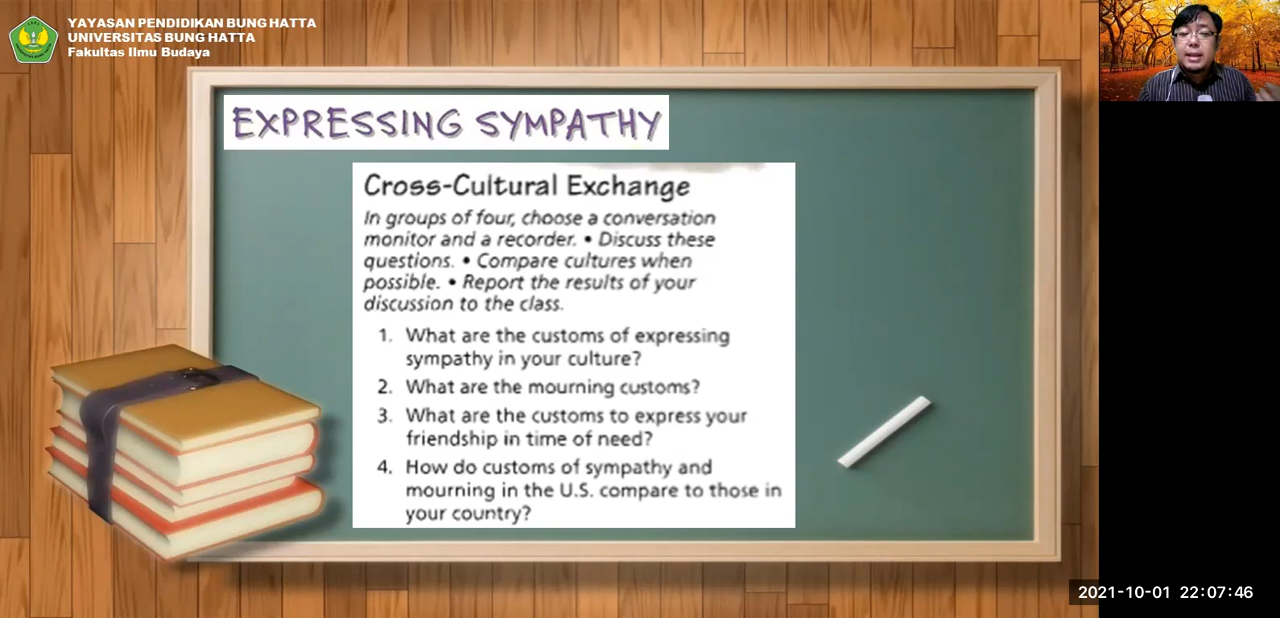 YAYASAN PENDIDIKAN BUNG HATTA
UNIVERSITAS BUNG HATTA
Fakultas Ilmu Budaya
EXPRESSING SYMPATHY
Cross-Cultural Exchange
In groups of four, choose a conversation
monitor and a recorder. • Discuss these
questions. • Compare cultures when
possible. • Report the results of your
discussion to the class.
1. What are the customs of expressing
sympathy in your culture?
2. What are the mourning customs?
3. What are the customs to express your
friendship in time of need?
4. How do customs of sympathy and
mourning in the U.S. compare to those in
your country?
2021-10-01 22:07:46